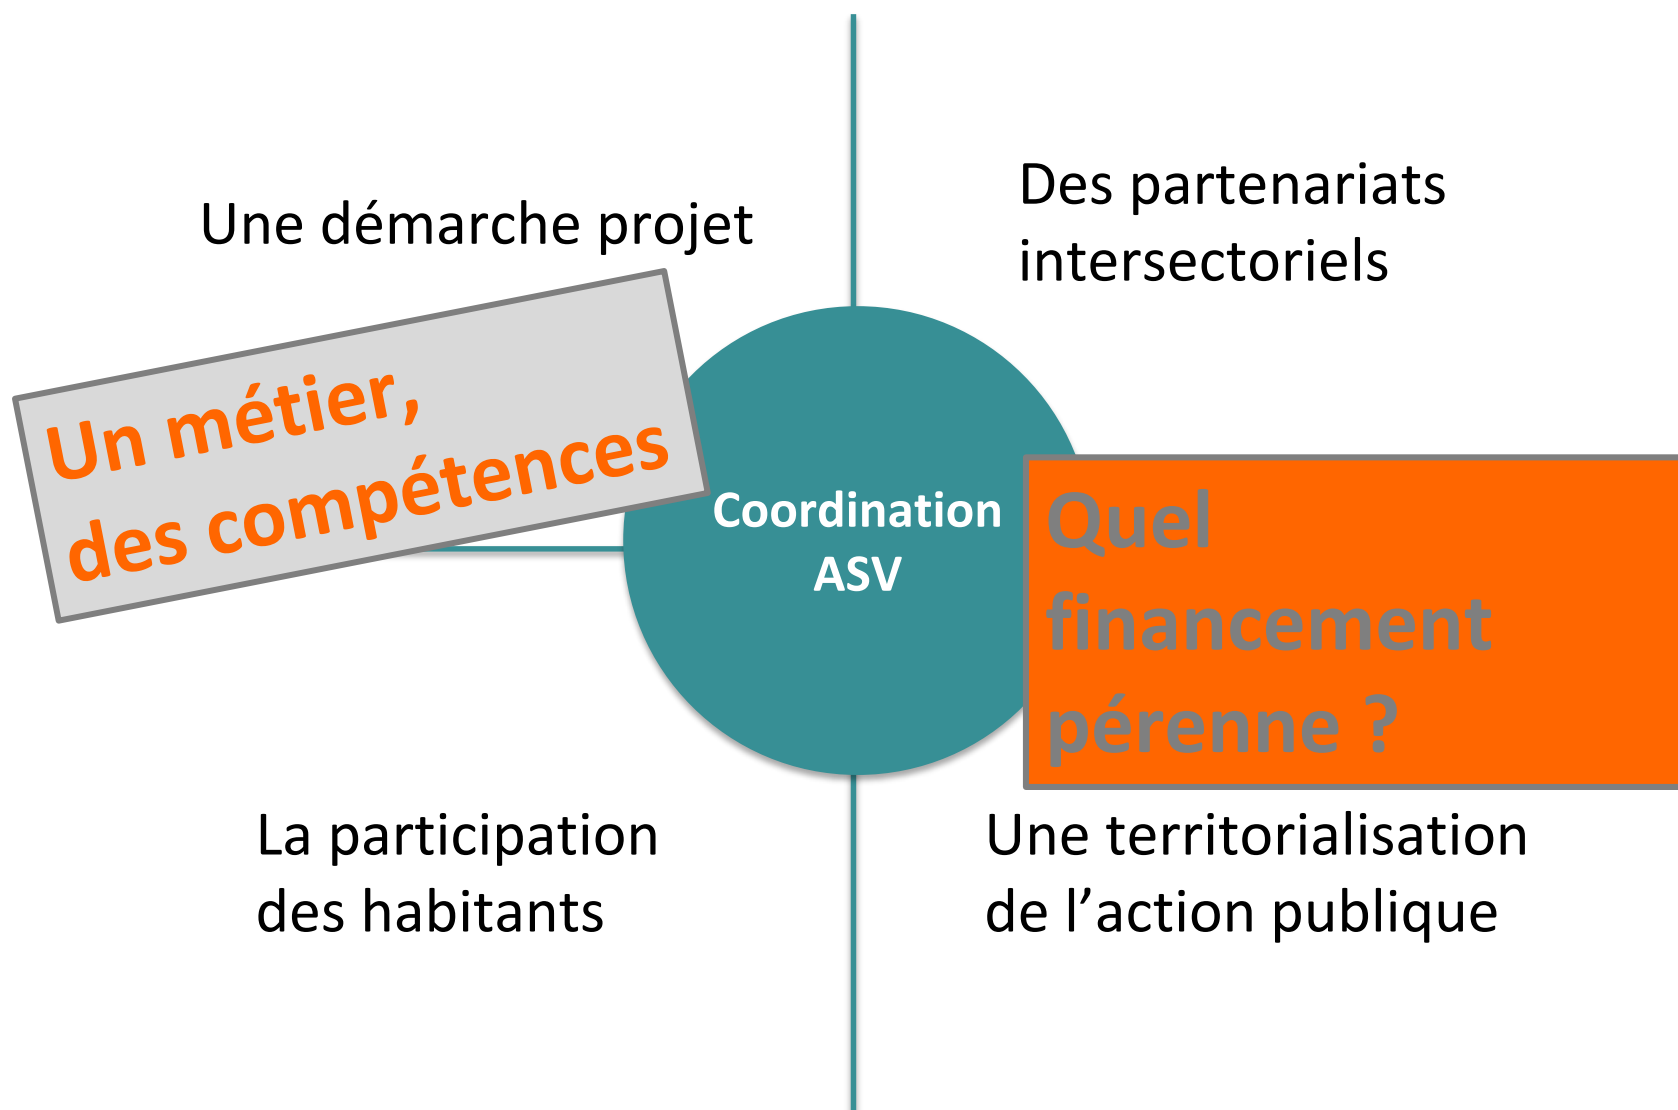 Une démarche projet
Des partenariats
intersectoriels
Un métier,
des compétences
Coordination
ASV
Quel
financement
pérenne ?
La participation
des habitants
Une territorialisation
de l’action publique